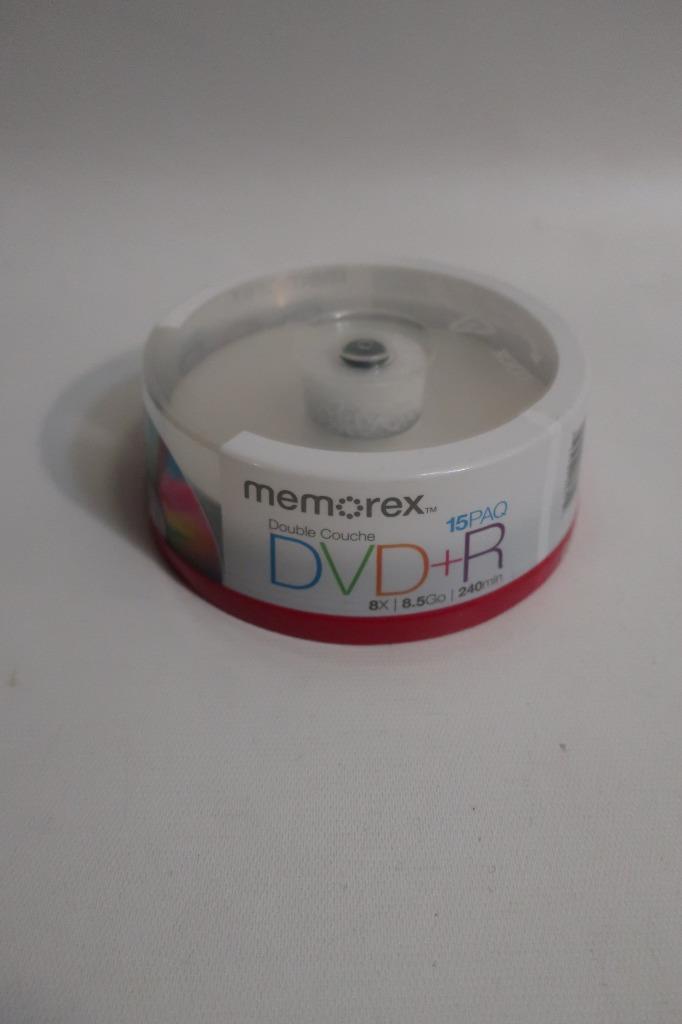 memorex™
Double Couche
15PAQ
DVD+R
8X | 8.5Go | 240min